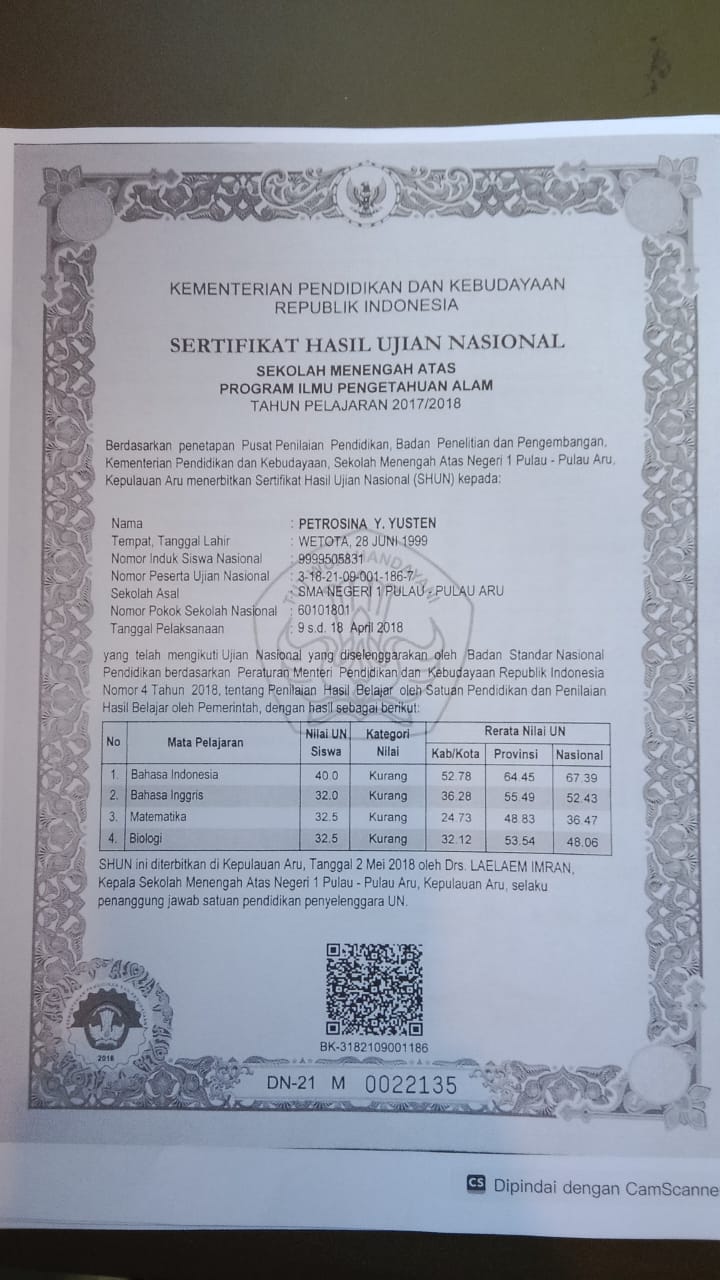 KEMENTERIAN PENDIDIKAN DAN KEBUDAYAAN
REPUBLIK INDONESIA
SERTIFIKAT HASIL UJIAN NASIONAL
SEKOLAH MENENGAH ATAS
PROGRAM ILMU PENGETAHUAN ALAM
TAHUN PELAJARAN 2017/2018
Berdasarkan penetapan Pusat Penilaian Pendidikan, Badan Penelitian dan Pengembangan,
Kementerian Pendidikan dan Kebudayaan, Sekolah Menengah Atas Negeri 1 Pulau - Pulau Aru,
Kepulauan Aru menerbitkan Sertifikat Hasil Ujian Nasional (SHUN) kepada:
Nama : PETROSINA Y. YUSTEN
Tempat, Tanggal Lahir : WETOTA, 28 JUNI 1999
Nomor Induk Siswa Nasional : 9999505831
Nomor Peserta Ujian Nasional : 3-18-21-09-001-186-7
Sekolah Asal : SMA NEGERI 1 PULAU - PULAU ARU
Nomor Pokok Sekolah Nasional : 60101801
Tanggal Pelaksanaan : 9 s.d. 18 April 2018
yang telah mengikuti Ujian Nasional yang diselenggarakan oleh Badan Standar Nasional
Pendidikan berdasarkan Peraturan Menteri Pendidikan dan Kebudayaan Republik Indonesia
Nomor 4 Tahun 2018, tentang Penilaian Hasil Belajar oleh Satuan Pendidikan dan Penilaian
Hasil Belajar oleh Pemerintah, dengan hasil sebagai berikut:
No Mata Pelajaran Nilai UN Siswa Kategori Nilai Rerata Nilai UN
Kab/Kota Provinsi Nasional
1. Bahasa Indonesia 40.0 Kurang 52.78 64.45 67.39
2. Bahasa Inggris 32.0 Kurang 36.28 55.49 52.43
3. Matematika 32.5 Kurang 24.73 48.83 36.47
4. Biologi 32.5 Kurang 32.12 53.54 48.06
SHUN ini diterbitkan di Kepulauan Aru, Tanggal 2 Mei 2018 oleh Drs. LAELAEM IMRAN,
Kepala Sekolah Menengah Atas Negeri 1 Pulau - Pulau Aru, Kepulauan Aru, selaku
penanggung jawab satuan pendidikan penyelenggara UN.
BK-3182109001186
2018
DN-21 M 0022135
CS Dipindai dengan CamScanne